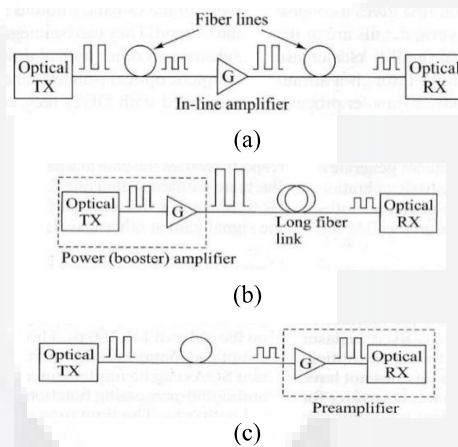 Fiber lines
Optical
TX
G
Optical
RX
In-line amplifier
(a)
Optical
TX
G
Long fiber
link
Optical
RX
Power (booster) amplifier
(b)
Optical
TX
G
Optical
RX
Preamplifier
(c)